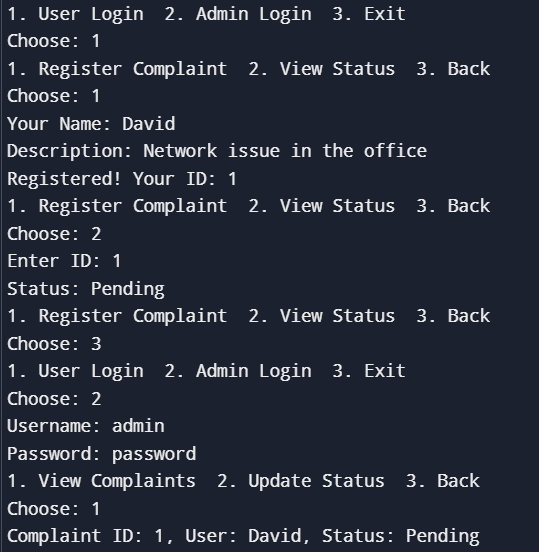 1. User Login  2. Admin Login  3. Exit
Choose: 1
1. Register Complaint  2. View Status  3. Back
Choose: 1
Your Name: David
Description: Network issue in the office
Registered! Your ID: 1
1. Register Complaint  2. View Status  3. Back
Choose: 2
Enter ID: 1
Status: Pending
1. Register Complaint  2. View Status  3. Back
Choose: 3
1. User Login  2. Admin Login  3. Exit
Choose: 2
Username: admin
Password: password
1. View Complaints  2. Update Status  3. Back
Choose: 1
Complaint ID: 1, User: David, Status: Pending